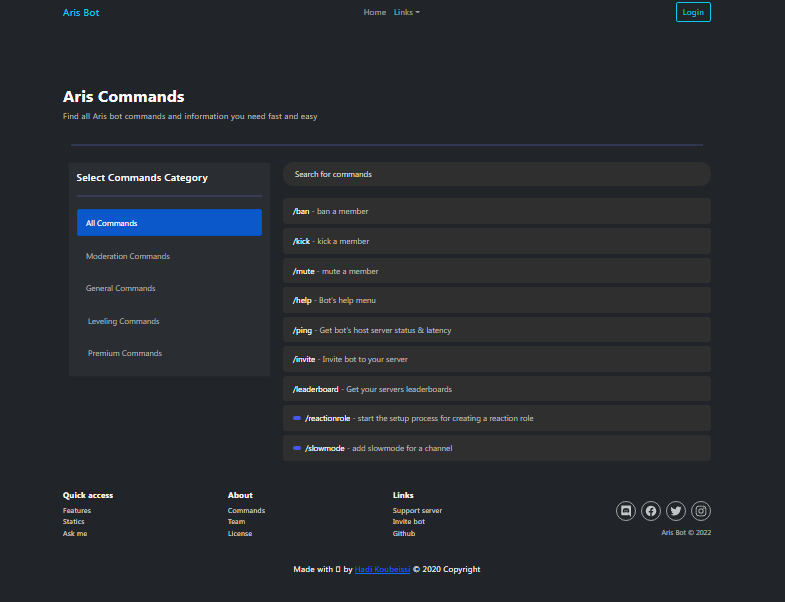 Aris Bot
Home Links
Login
Aris Commands
Find all Aris bot commands and information you need fast and easy
Select Commands Category
All Commands
Moderation Commands
General Commands
Leveling Commands
Premium Commands
Search for commands
/ban - ban a member
/kick - kick a member
/mute - mute a member
/help - Bot's help menu
/ping - Get bot's host server status & latency
/invite - Invite bot to your server
/leaderboard - Get your servers leaderboards
/reactionrole - start the setup process for creating a reaction role
/slowmode - add slowmode for a channel
Quick access
Features
Statics
Ask me
About
Commands
Team
License
Links
Support server
Invite bot
Github
Aris Bot © 2022
Made with ▯ by Hadi Koubeissi © 2020 Copyright